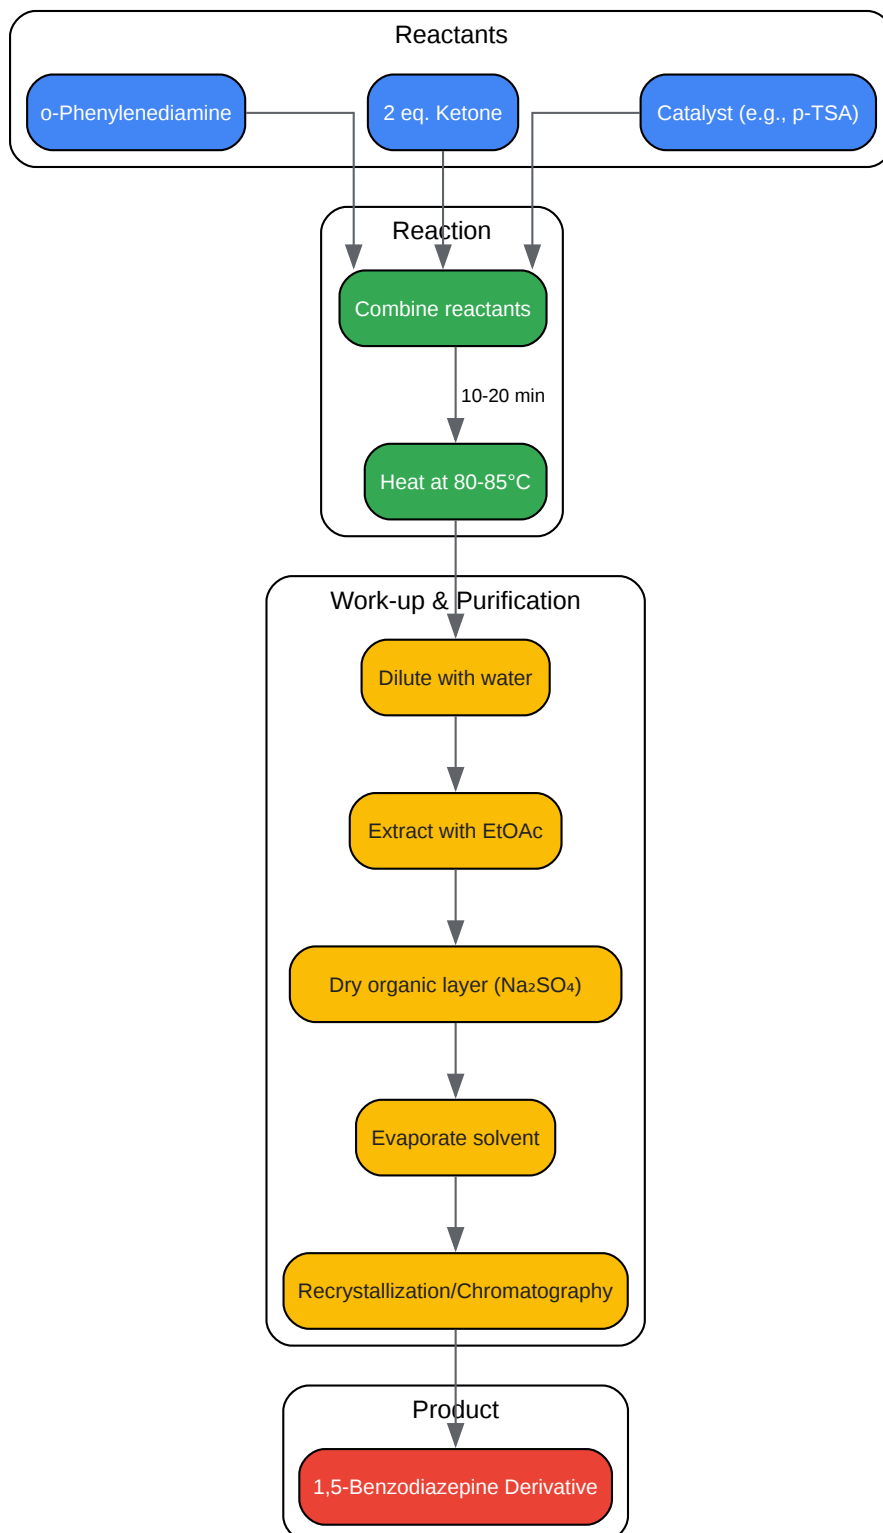 Reactants
o-Phenylenediamine
2 eq. Ketone
Catalyst (e.g., p-TSA)
Reaction
Combine reactants
10-20 min
Heat at 80-85°C
Work-up & Purification
Dilute with water
Extract with EtOAc
Dry organic layer (Na₂SO₄)
Evaporate solvent
Recrystallization/Chromatography
Product
1,5-Benzodiazepine Derivative